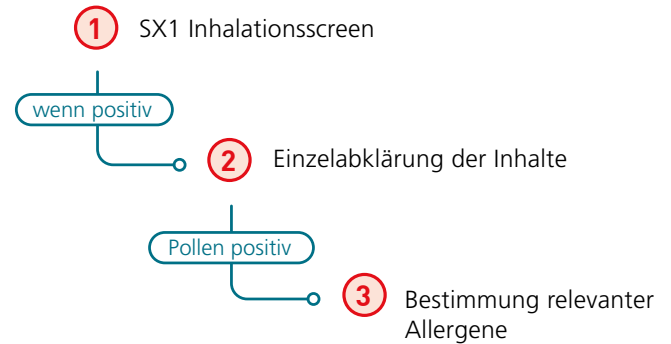 1 SX1 Inhalationsscreen
wenn positiv
2 Einzelabklärung der Inhalte
Pollen positiv
3 Bestimmung relevanter
Allergene